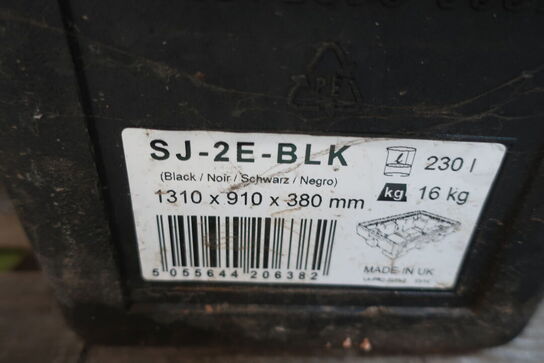 PE
SJ-2E-BLK
230 l
(Black / Noir / Schwarz / Negro)
kg 16 kg
1310 x 910 x 380 mm
5 055644 206382
MADE-IN UK